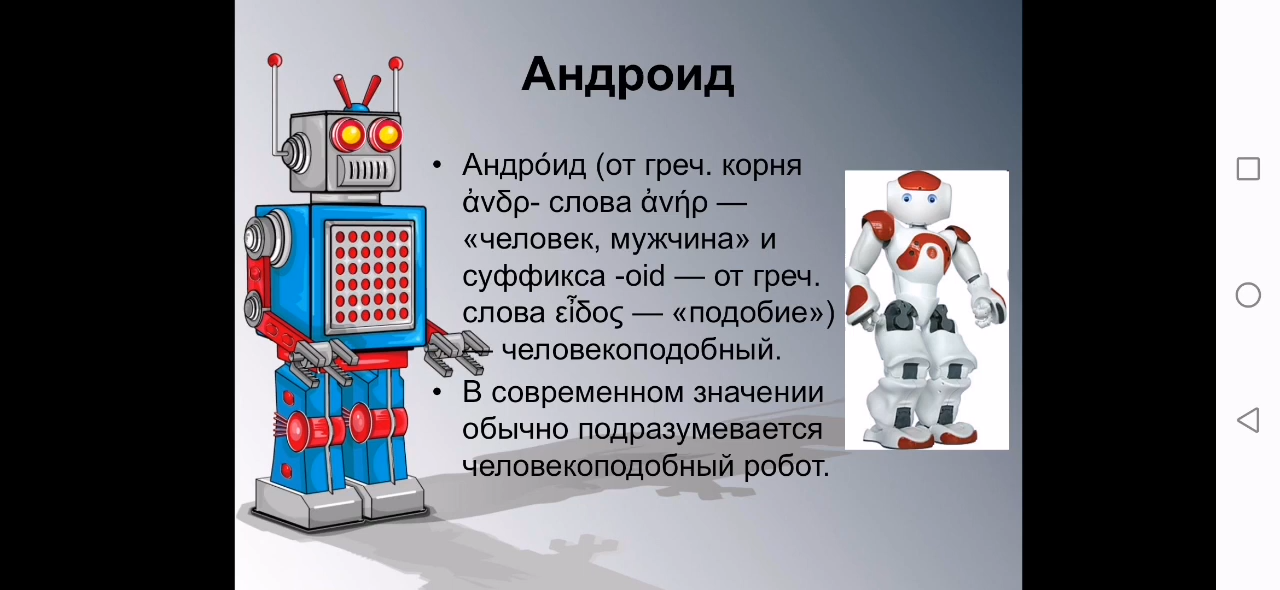 Андроид
• Андро́ид (от греч. корня
ἀνδρ- слова ἀνήρ —
«человек, мужчина» и
суффикса -oid — от греч.
слова εἶδος — «подобие»)
— человекоподобный.
• В современном значении
обычно подразумевается
человекоподобный робот.